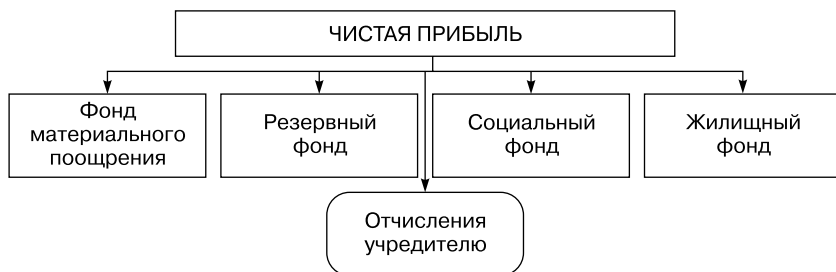 ЧИСТАЯ ПРИБЫЛЬ
Фонд
материального
поощрения
Резервный
фонд
Социальный
фонд
Жилищный
фонд
Отчисления
учредителю